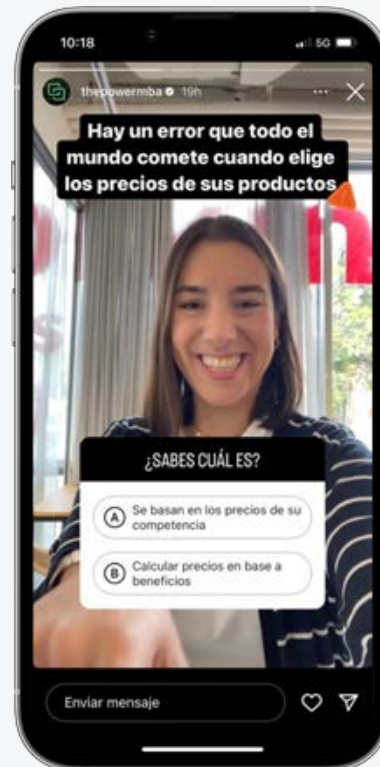 10:18
5G
thepowermba 19h
Hay un error que todo el
mundo comete cuando elige
los precios de sus productos
¿SABES CUÁL ES?
A Se basan en los precios de su
competencia
B Calcular precios en base a
beneficios
Enviar mensaje